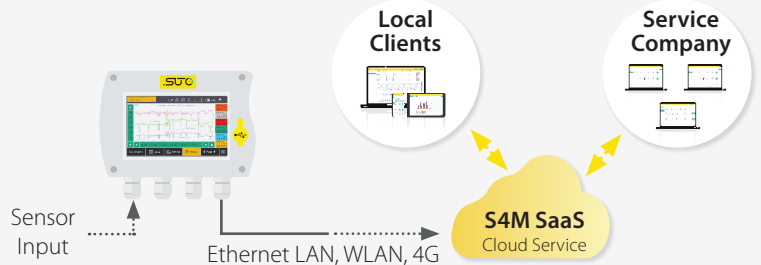 Local
Clients
Service
Company
SUTO
Sensor
Input
Ethernet LAN, WLAN, 4G
S4M SaaS
Cloud Service